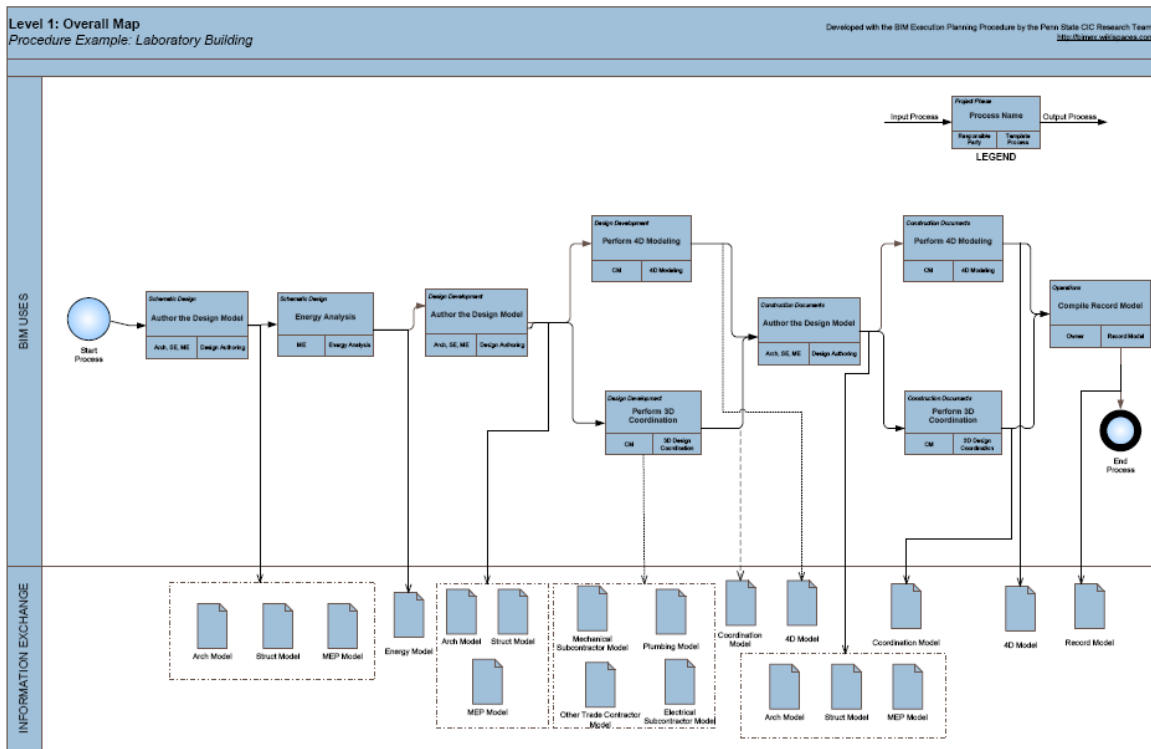 Level 1: Overall Map
Procedure Example: Laboratory Building
Developed with the BIM Execution Planning Procedure by the Penn State CIC Research Team
http://bimex.wikispaces.com
BIM USES
Project Phase
Process Name
Responsible Party
Template Process
Input Process
Output Process
LEGEND
Start Process
Schematic Design
Author the Design Model
Arch, SE, ME
Design Authoring
Schematic Design
Energy Analysis
ME
Energy Analysis
Design Development
Author the Design Model
Arch, SE, ME
Design Authoring
Design Development
Perform 4D Modeling
CM
4D Modeling
Design Development
Perform 3D Coordination
CM
3D Design Coordination
Construction Documents
Author the Design Model
Arch, SE, ME
Design Authoring
Construction Documents
Perform 4D Modeling
CM
4D Modeling
Construction Documents
Perform 3D Coordination
CM
3D Design Coordination
Operations
Compile Record Model
Owner
Record Model
End Process
INFORMATION EXCHANGE
Arch Model
Struct Model
MEP Model
Energy Model
Arch Model
Struct Model
MEP Model
Mechanical Subcontractor Model
Plumbing Model
Other Trade Contractor Model
Electrical Subcontractor Model
Coordination Model
4D Model
Arch Model
Struct Model
MEP Model
Coordination Model
4D Model
Record Model